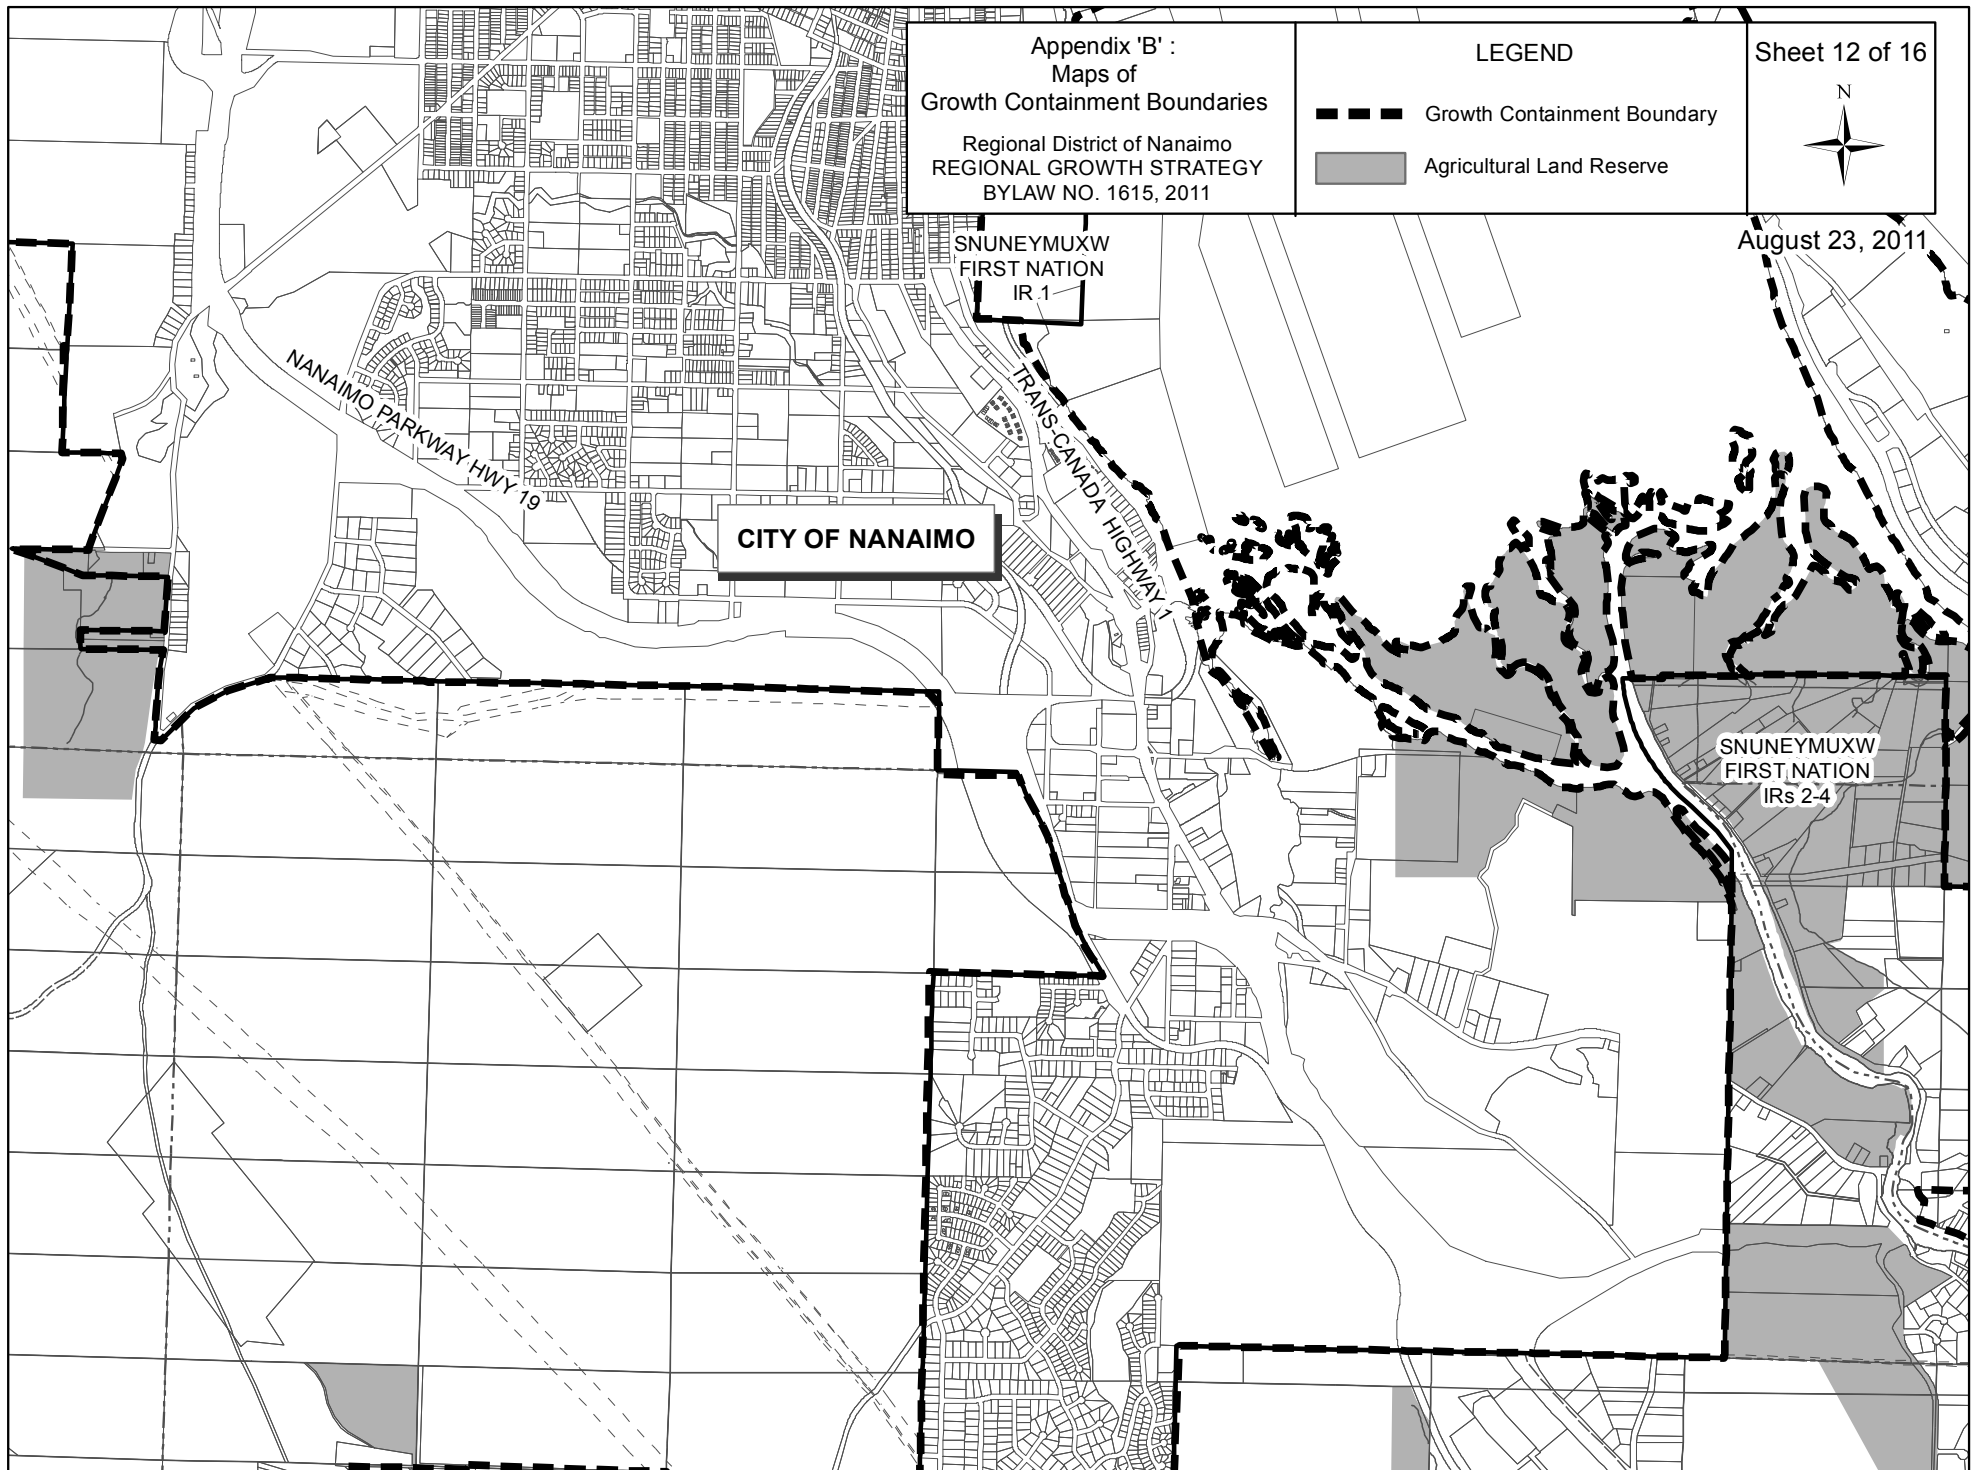 Appendix 'B' :
Maps of
Growth Containment Boundaries
Regional District of Nanaimo
REGIONAL GROWTH STRATEGY
BYLAW NO. 1615, 2011
LEGEND
Growth Containment Boundary
Agricultural Land Reserve
Sheet 12 of 16
N
August 23, 2011
SNUNEYMUXW
FIRST NATION
IR 1
NANAIMO PARKWAY HWY 19
TRANS-CANADA HIGHWAY 1
CITY OF NANAIMO
SNUNEYMUXW
FIRST NATION
IRs 2-4